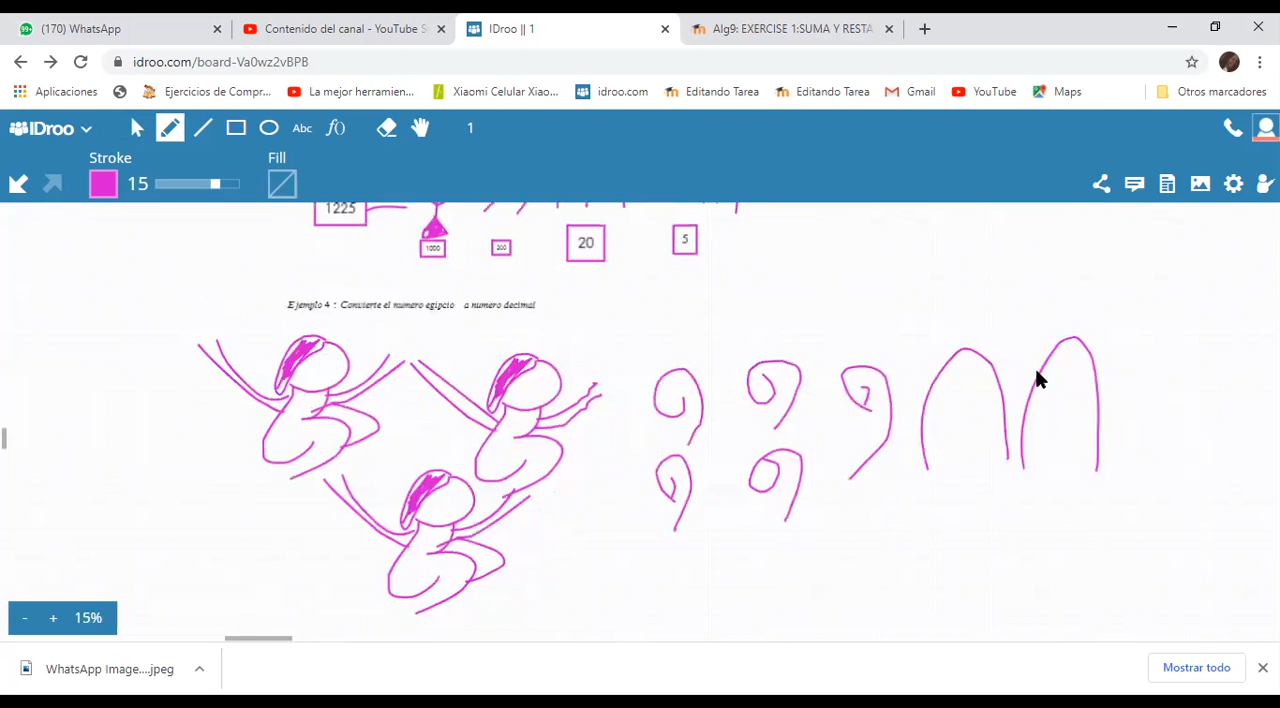 (170) WhatsApp
Contenido del canal - YouTube S
IDroo || 1
Alg9: EXERCISE 1:SUMA Y RESTA
idroo.com/board-Va0wz2vBPB
Aplicaciones
Ejercicios de Compr...
La mejor herramien...
Xiaomi Celular Xiao...
idroo.com
Editando Tarea
Editando Tarea
Gmail
YouTube
Maps
Otros marcadores
IDroo
Abc
f()
1
Stroke
15
Fill
1225
1000
200
20
5
Ejemplo 4 : Convierte el numero egipcio a numero decimal
- + 15%
WhatsApp Image....jpeg
Mostrar todo